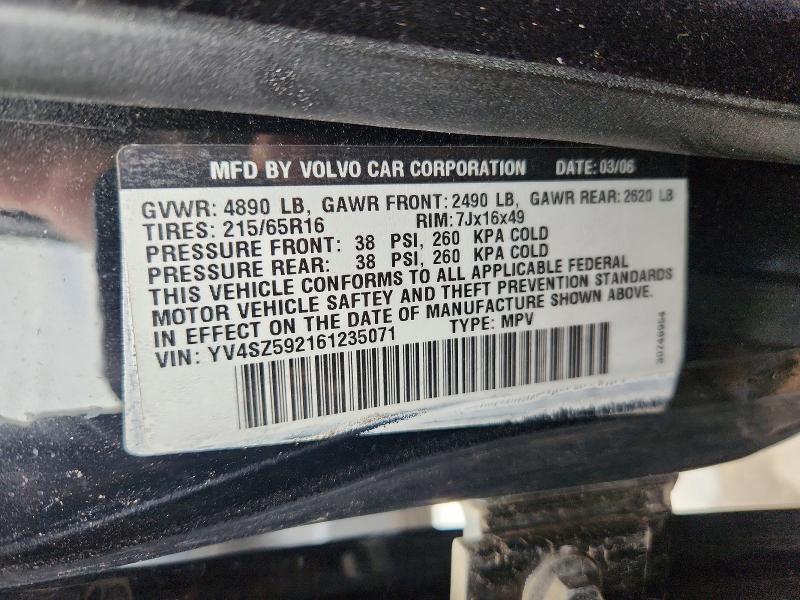 MFD BY VOLVO CAR CORPORATION DATE: 03/06
GVWR: 4890 LB, GAWR FRONT: 2490 LB, GAWR REAR: 2620 LB
TIRES: 215/65R16 RIM: 7Jx16x49
PRESSURE FRONT: 38 PSI, 260 KPA COLD
PRESSURE REAR: 38 PSI, 260 KPA COLD
THIS VEHICLE CONFORMS TO ALL APPLICABLE FEDERAL
MOTOR VEHICLE SAFTEY AND THEFT PREVENTION STANDARDS
IN EFFECT ON THE DATE OF MANUFACTURE SHOWN ABOVE.
VIN: YV4SZ592161235071 TYPE: MPV
30746954